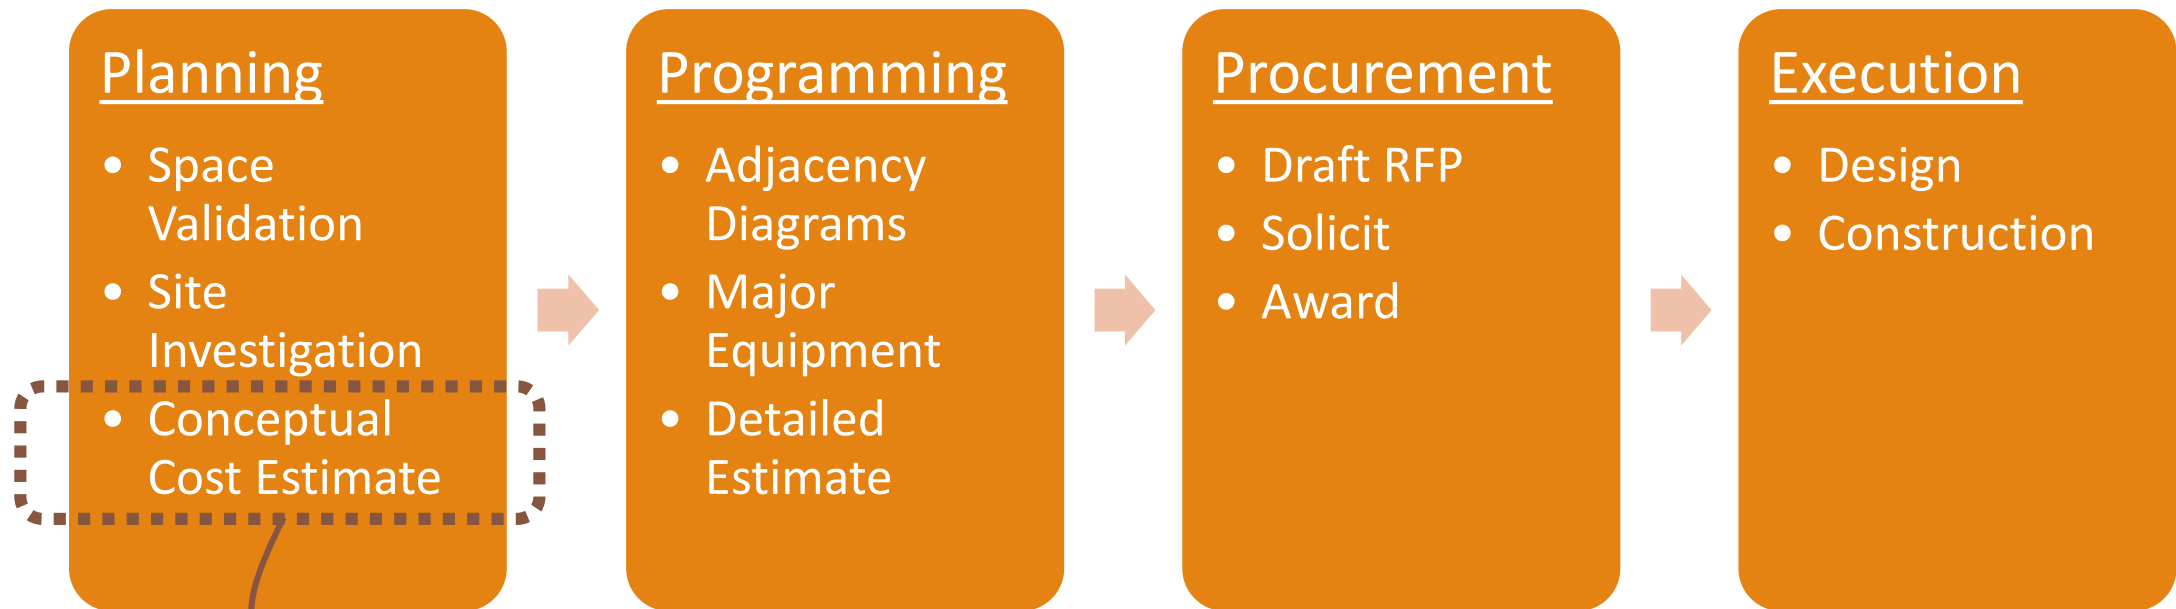 Planning
• Space
Validation
• Site
Investigation
• Conceptual
Cost Estimate
Programming
• Adjacency
Diagrams
• Major
Equipment
• Detailed
Estimate
Procurement
• Draft RFP
• Solicit
• Award
Execution
• Design
• Construction